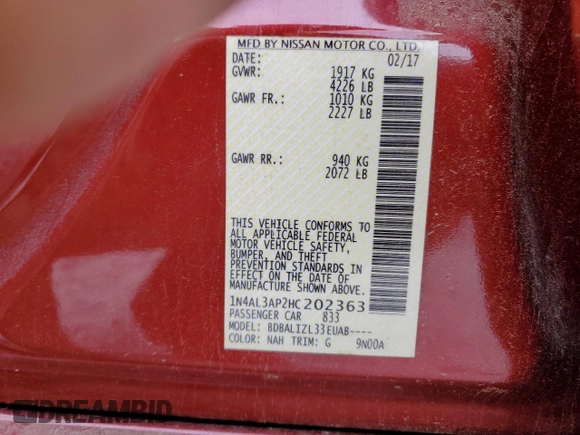 MFD BY NISSAN MOTOR CO., LTD.
DATE: 02/17
GVWR: 1917 KG
4226 LB
GAWR FR.: 1010 KG
2227 LB
GAWR RR.: 940 KG
2072 LB
THIS VEHICLE CONFORMS TO
ALL APPLICABLE FEDERAL
MOTOR VEHICLE SAFETY,
BUMPER, AND THEFT
PREVENTION STANDARDS IN
EFFECT ON THE DATE OF
MANUFACTURE SHOWN ABOVE.
1N4AL3AP2HC202363
PASSENGER CAR 833
MODEL: BDBALIZL33EUAB----
COLOR: NAH TRIM: G 9N00A
DREAMBID